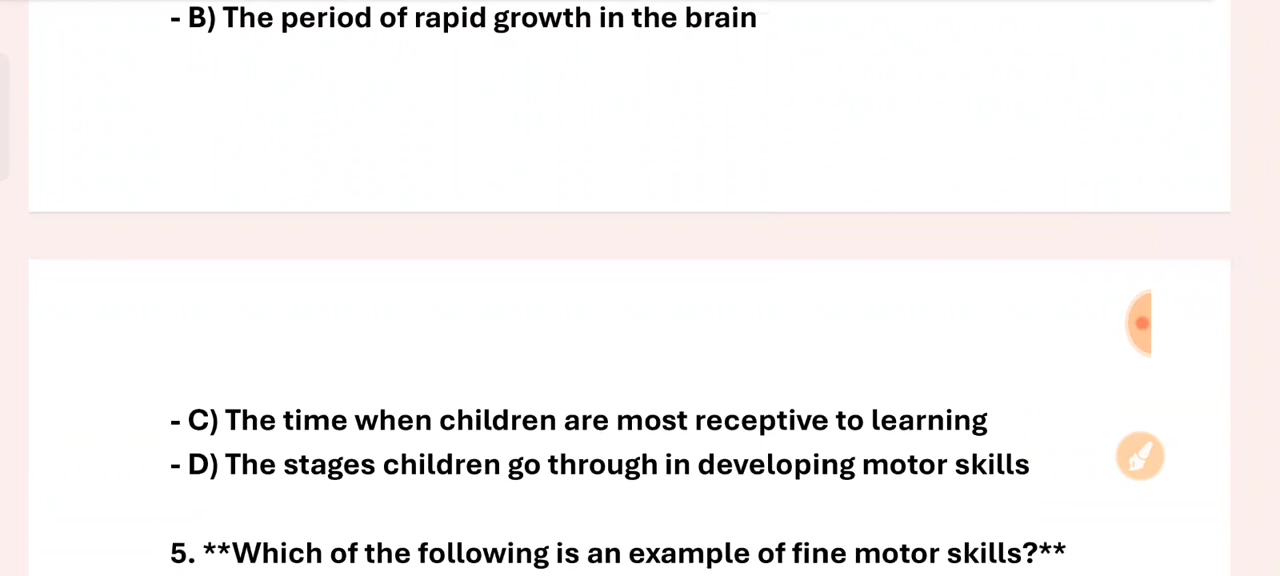 - B) The period of rapid growth in the brain
- C) The time when children are most receptive to learning
- D) The stages children go through in developing motor skills
5. **Which of the following is an example of fine motor skills?**